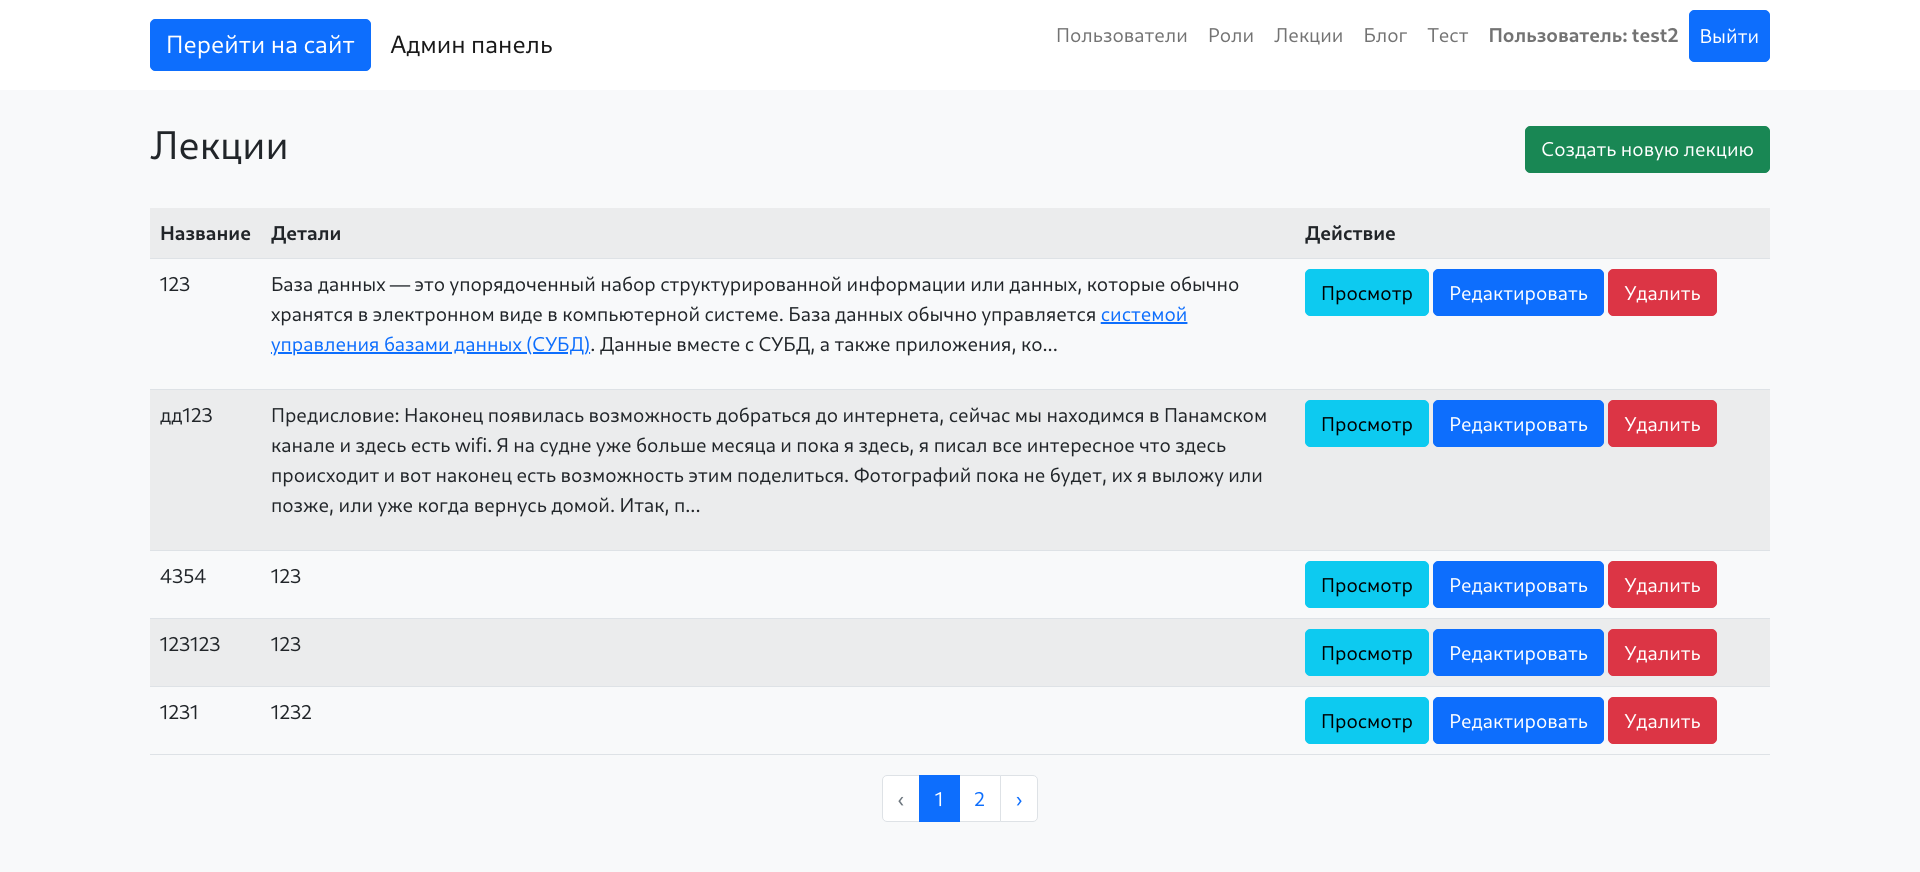 Перейти на сайт Админ панель Пользователи Роли Лекции Блог Тест Пользователь: test2 Выйти
Лекции Создать новую лекцию
Название Детали Действие
123 База данных — это упорядоченный набор структурированной информации или данных, которые обычно Просмотр Редактировать Удалить
хранятся в электронном виде в компьютерной системе. База данных обычно управляется системой
управления базами данных (СУБД). Данные вместе с СУБД, а также приложения, ко...
дд123 Предисловие: Наконец появилась возможность добраться до интернета, сейчас мы находимся в Панамском Просмотр Редактировать Удалить
канале и здесь есть wifi. Я на судне уже больше месяца и пока я здесь, я писал все интересное что здесь
происходит и вот наконец есть возможность этим поделиться. Фотографий пока не будет, их я выложу или
позже, или уже когда вернусь домой. Итак, п...
4354 123 Просмотр Редактировать Удалить
123123 123 Просмотр Редактировать Удалить
1231 1232 Просмотр Редактировать Удалить
‹ 1 2 ›